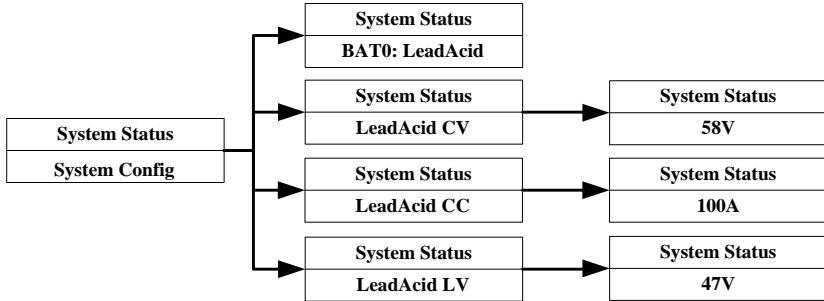 System Status
BAT0: LeadAcid
System Status
LeadAcid CV
System Status
58V
System Status
System Config
System Status
LeadAcid CC
System Status
100A
System Status
LeadAcid LV
System Status
47V